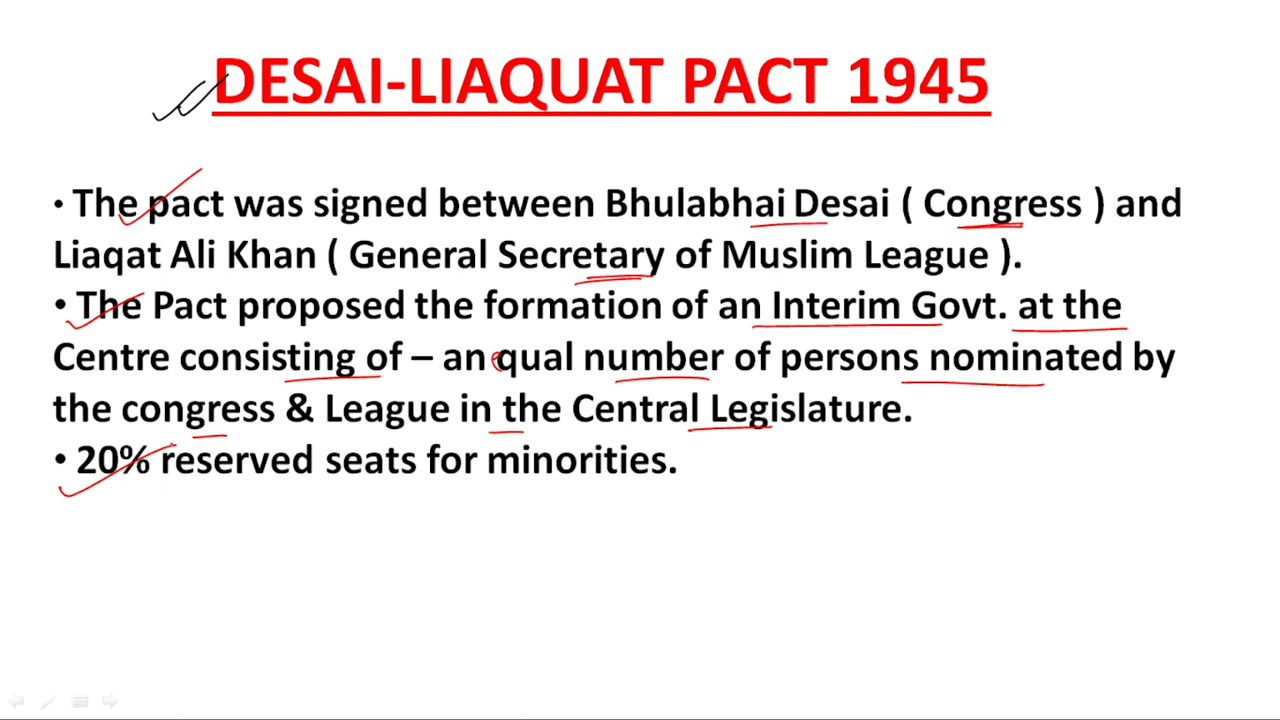 DESAI-LIAQUAT PACT 1945
• The pact was signed between Bhulabhai Desai ( Congress ) and
Liaqat Ali Khan ( General Secretary of Muslim League ).
• The Pact proposed the formation of an Interim Govt. at the
Centre consisting of – an equal number of persons nominated by
the congress & League in the Central Legislature.
• 20% reserved seats for minorities.